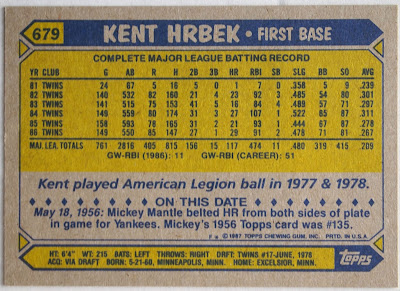 679
KENT HRBEK • FIRST BASE
COMPLETE MAJOR LEAGUE BATTING RECORD
YR CLUB G AB R H 2B 3B HR RBI SB SLG BB SO AVG
81 TWINS 24 67 5 16 5 0 1 7 0 .358 5 9 .239
82 TWINS 140 532 82 160 21 4 23 92 3 .485 54 80 .301
83 TWINS 141 515 75 153 41 5 16 84 4 .489 57 71 .297
84 TWINS 149 559 80 174 31 3 27 107 1 .522 65 87 .311
85 TWINS 158 593 78 165 31 2 21 93 1 .444 67 87 .278
86 TWINS 149 550 85 147 27 1 29 91 2 .478 71 81 .267
MAJ. LEA. TOTALS 761 2816 405 815 156 15 117 474 11 .480 319 415 .289
GW-RBI (1986): 11 GW-RBI (CAREER): 51
Kent played American Legion ball in 1977 & 1978.
ON THIS DATE
May 18, 1956: Mickey Mantle belted HR from both sides of plate
in game for Yankees. Mickey's 1956 Topps card was #135.
© 1987 TOPPS CHEWING GUM, INC. PRTD. IN U.S.A.
HT: 6'4" WT: 215 BATS: LEFT THROWS: RIGHT DRAFT: TWINS #17-JUNE, 1978
ACQ: VIA DRAFT BORN: 5-21-60, MINNEAPOLIS, MINN. HOME: EXCELSIOR, MINN.
Topps